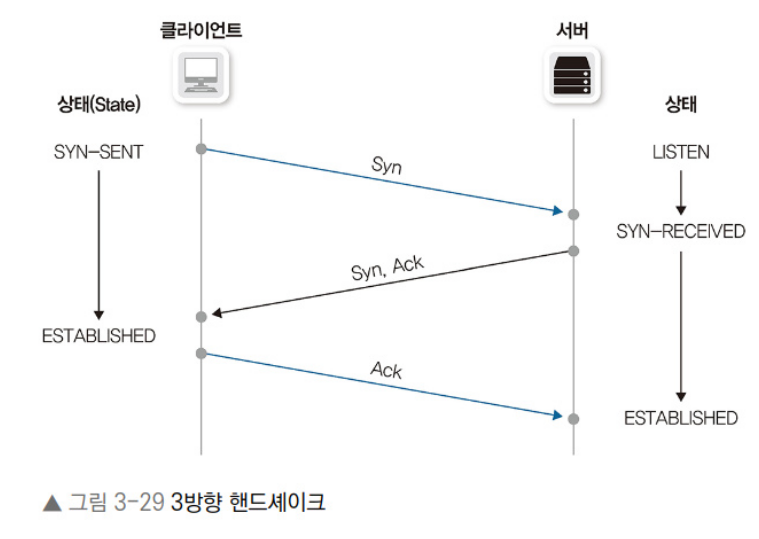 클라이언트
서버
상태(State)
상태
SYN-SENT
LISTEN
Syn
SYN-RECEIVED
Syn, Ack
ESTABLISHED
Ack
ESTABLISHED
▲ 그림 3-29 3방향 핸드셰이크